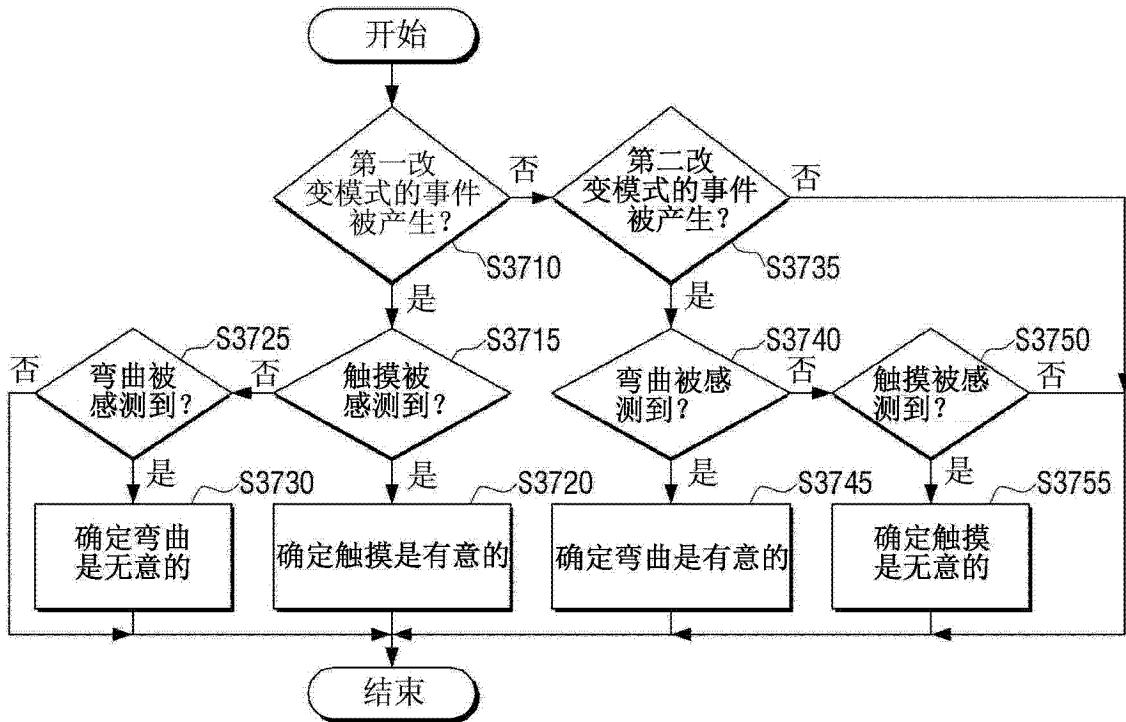 开始
第一改
变模式的事件
被产生？
否
第二改
变模式的事件
被产生？
否
S3710
S3735
是
是
S3725
S3715
S3740
S3750
否
弯曲被
感测到？
否
触摸被
感测到？
弯曲被感
测到？
否
触摸被感
测到？
否
是
是
是
是
S3730
S3720
S3745
S3755
确定弯曲
是无意的
确定触摸是有意的
确定弯曲是有意的
确定触摸
是无意的
结束